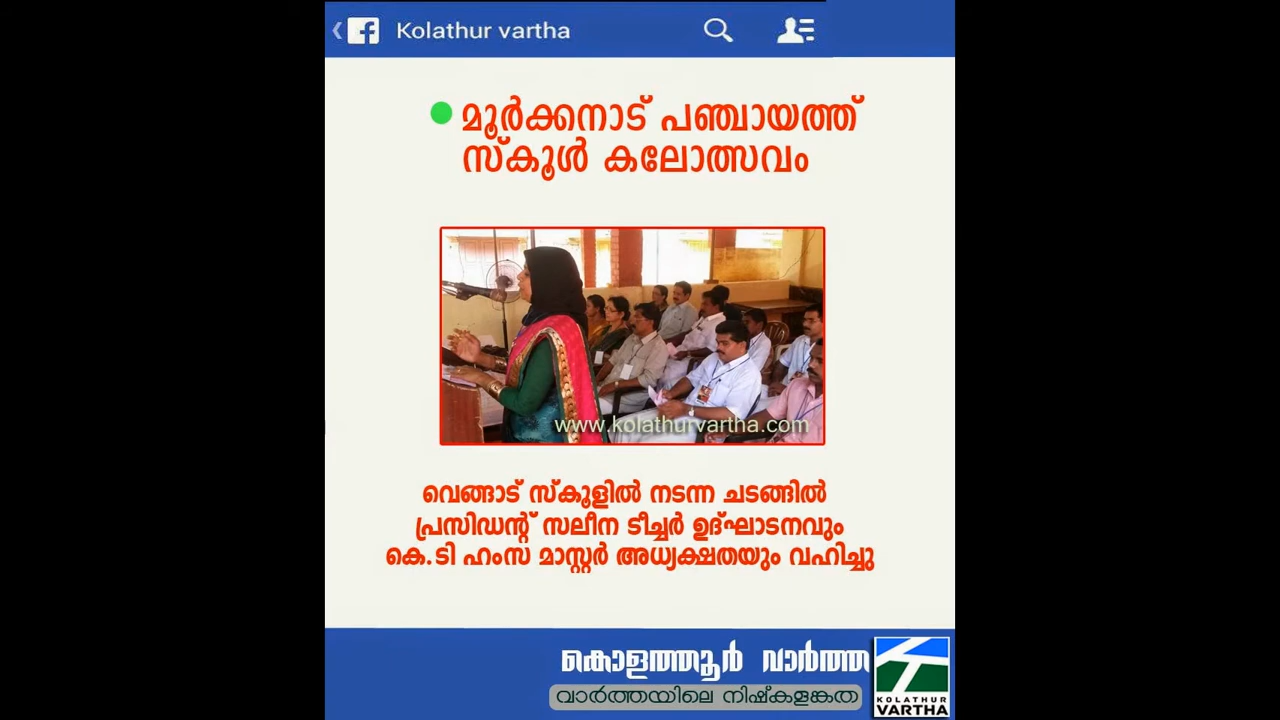 Kolathur vartha
മൂർക്കനാട് പഞ്ചായത്ത്
സ്കൂൾ കലോത്സവം
www.kolathurvartha.com
വെങ്ങാട് സ്കൂളിൽ നടന്ന ചടങ്ങിൽ
പ്രസിഡന്റ് സലീന ടീച്ചർ ഉദ്ഘാടനവും
കെ.ടി ഹംസ മാസ്റ്റർ അധ്യക്ഷതയും വഹിച്ചു
കൊളത്തൂർ വാർത്ത
വാർത്തയിലെ നിഷ്കളങ്കത
KOLATHUR
VARTHA